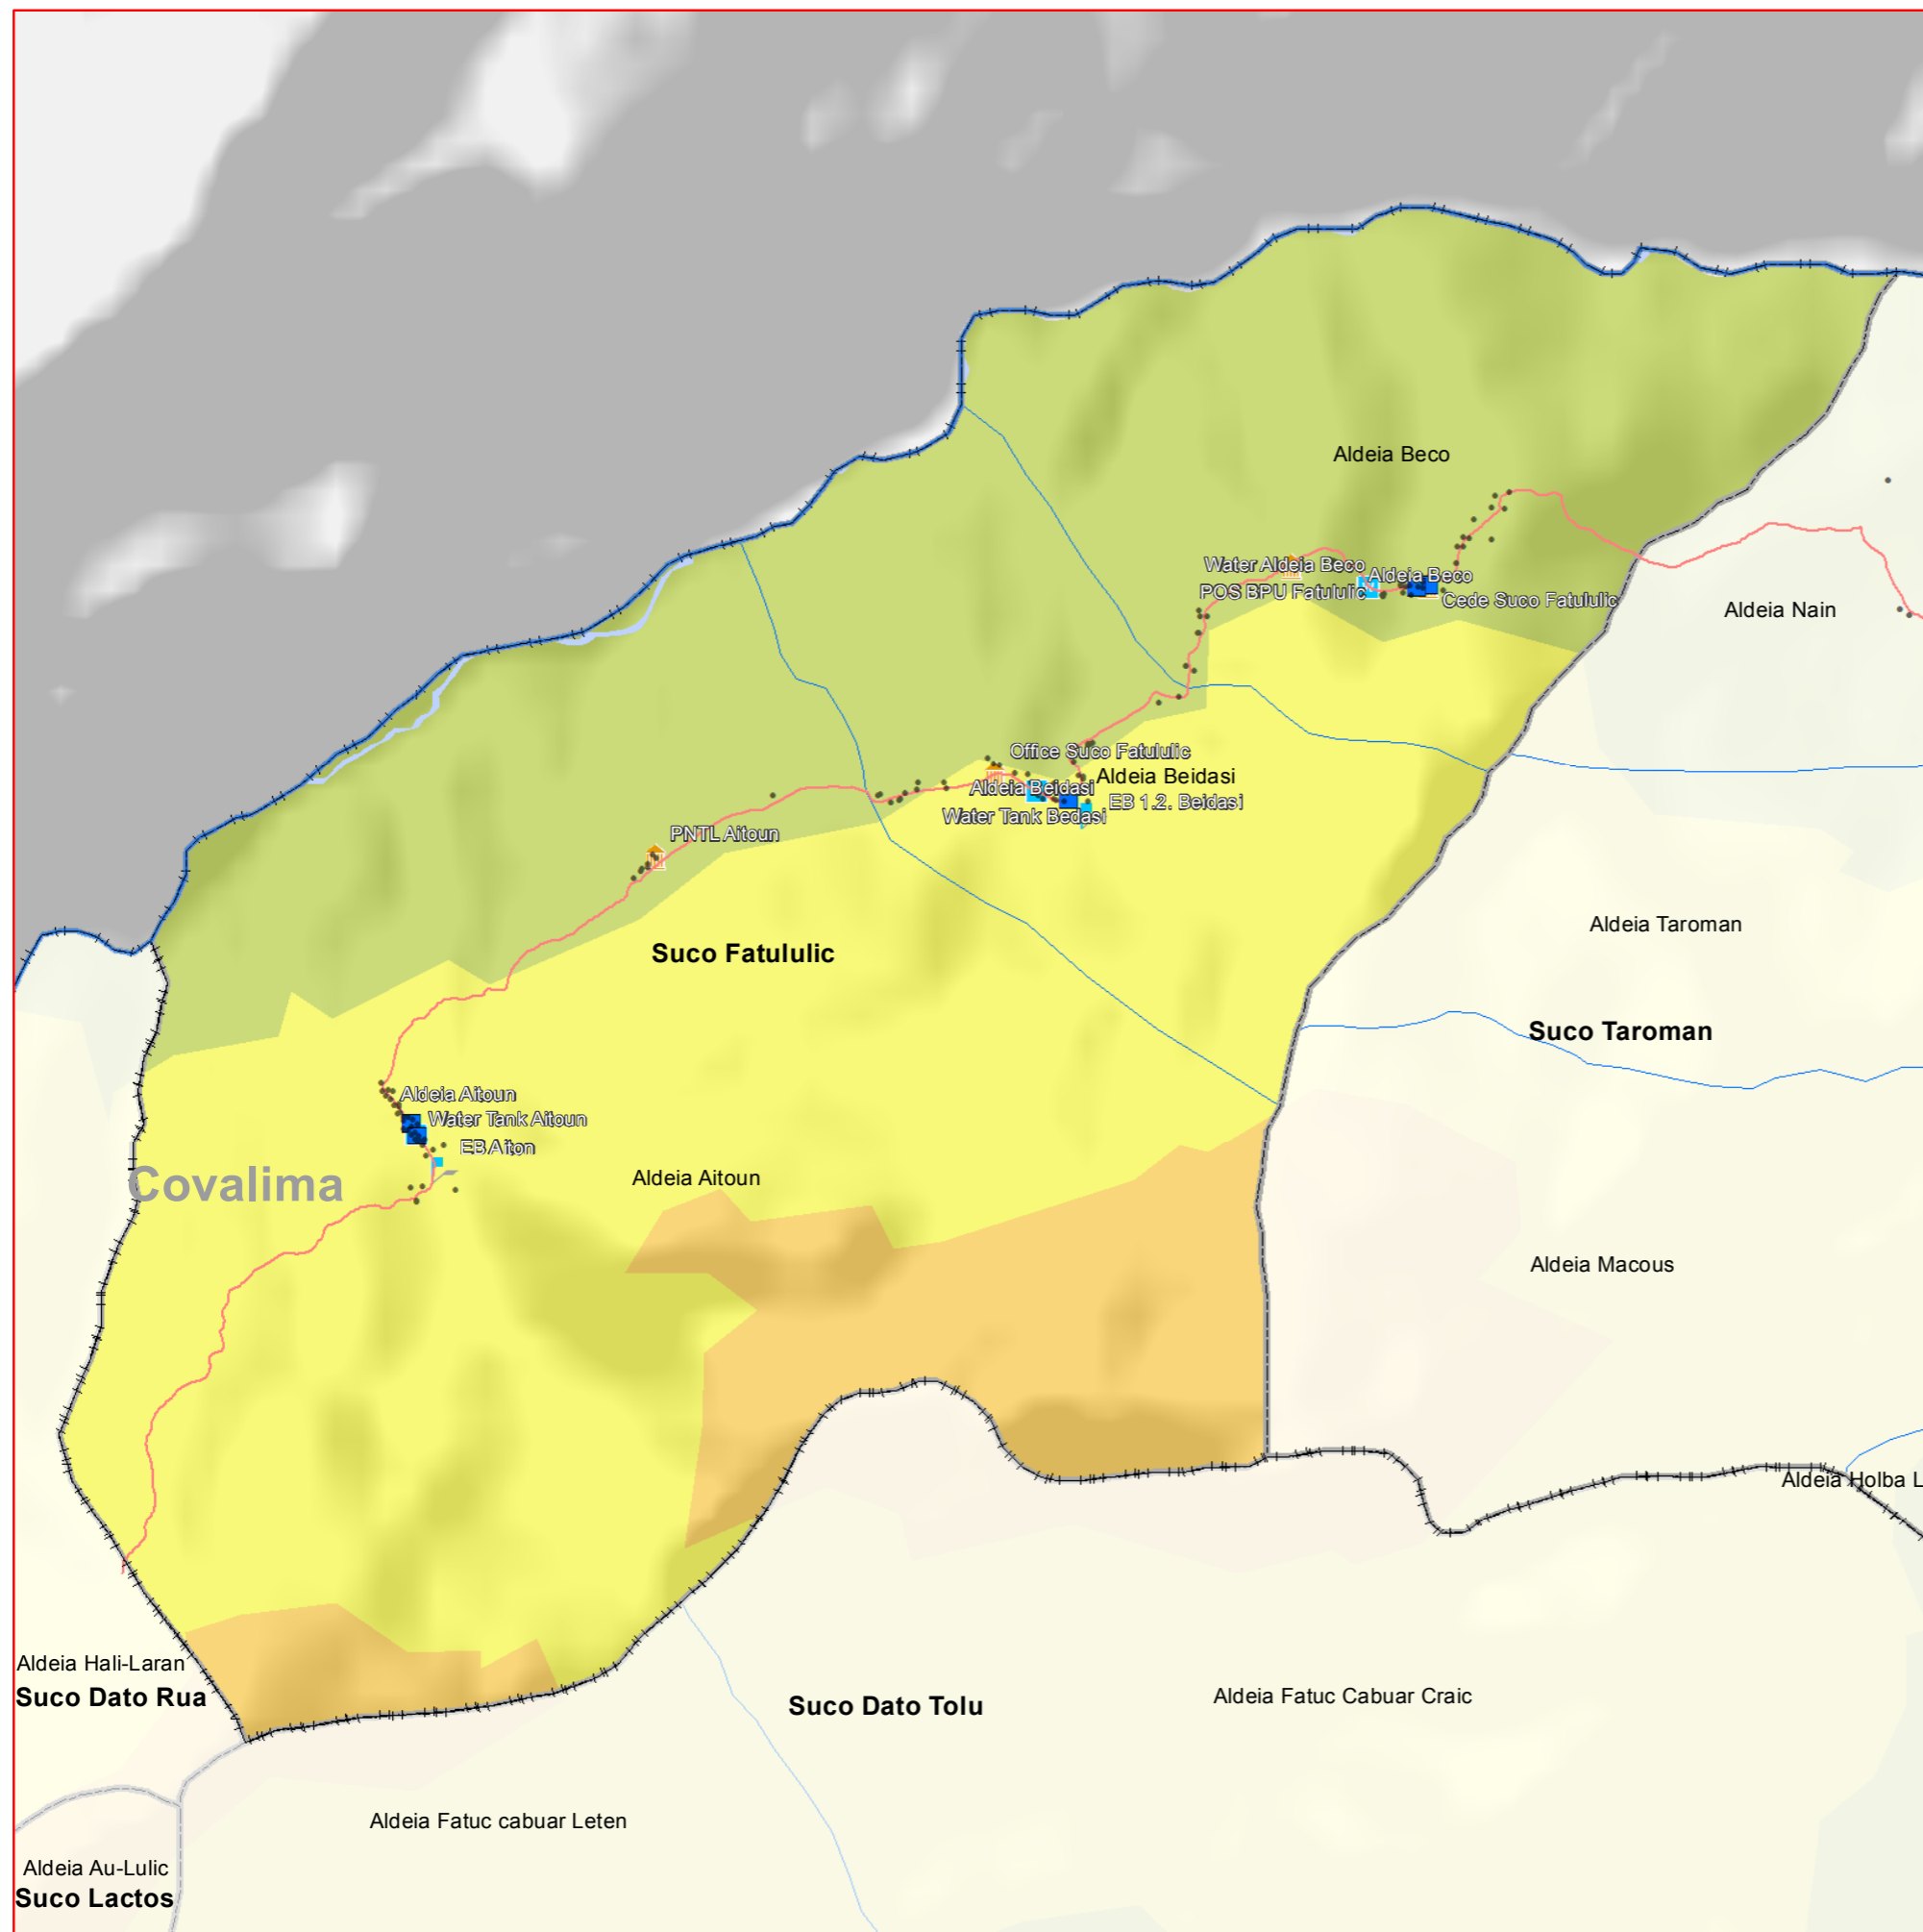 Aldeia Beco
Water Aldeia Beco
Aldeia Beco
POS BPU Fatululic
Cede Suco Fatululic
Aldeia Nain
Office Suco Fatululic
Aldeia Beidasi
Aldeia Beidasi
EB 1.2. Beidasi
Water Tank Bedasi
PNTL Aitoun
Aldeia Taroman
Suco Fatululic
Suco Taroman
Aldeia Aitoun
Water Tank Aitoun
EB Aiton
Covalima
Aldeia Aitoun
Aldeia Macous
Aldeia Holba L
Aldeia Hali-Laran
Suco Dato Rua
Suco Dato Tolu
Aldeia Fatuc Cabuar Craic
Aldeia Fatuc cabuar Leten
Aldeia Au-Lulic
Suco Lactos